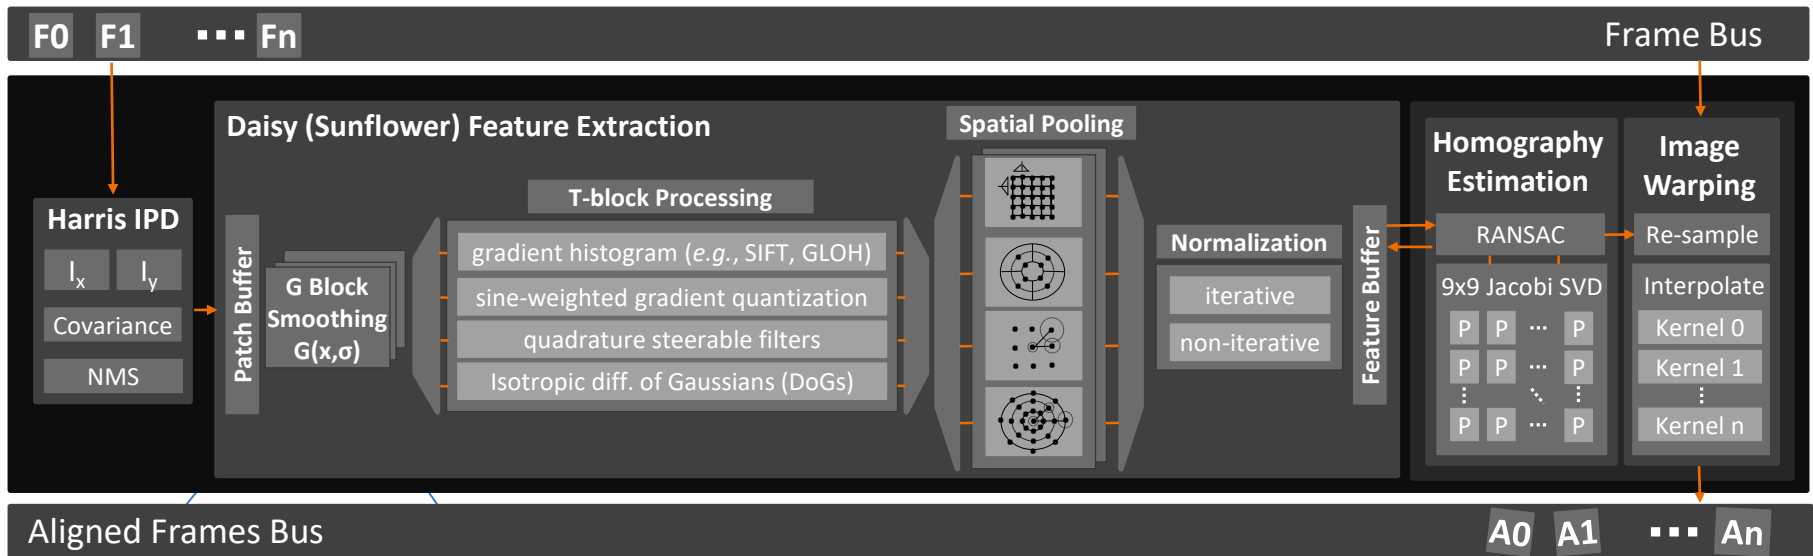 F0 F1 ... Fn
Frame Bus
Daisy (Sunflower) Feature Extraction
Harris IPD
Ix
Iy
Covariance
NMS
Patch Buffer
G Block
Smoothing
G(x,σ)
T-block Processing
gradient histogram (e.g., SIFT, GLOH)
sine-weighted gradient quantization
quadrature steerable filters
Isotropic diff. of Gaussians (DoGs)
Spatial Pooling
Normalization
iterative
non-iterative
Feature Buffer
Homography
Estimation
RANSAC
9x9 Jacobi SVD
P P ... P
P P ... P
P P ... P
Image
Warping
Re-sample
Interpolate
Kernel 0
Kernel 1
Kernel n
Aligned Frames Bus
A0 A1 ... An